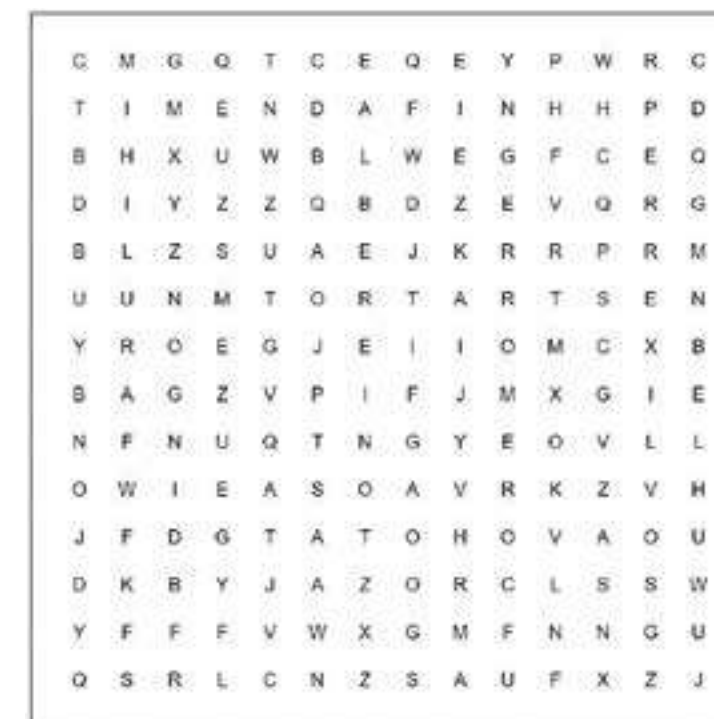 C M G Q T C E Q E Y P W R C
T I M E N D A F I N H H P D
B H X U W B L W E G F C E Q
D I Y Z Z Q B D Z E V Q R G
B L Z S U A E J K R R P R M
U U N M T O R T A R T S E N
Y R O E G J E I I O M C X B
B A G Z V P I F J M X G I E
N F N U Q T N G Y E O V L L
O W I E A S O A V R K Z V H
J F D G T A T O H O V A O U
D K B Y J A Z O R C L S S W
Y F F F V W X G M F N N G U
Q S R L C N Z S A U F X Z J